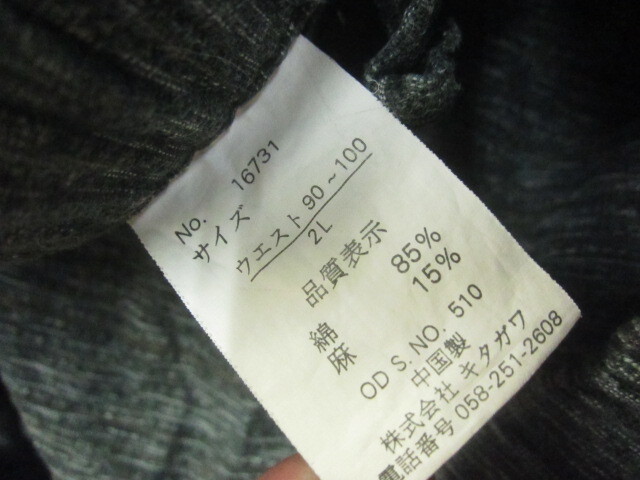 No. 16731
サイズ
ウエスト 90~100
2L
品質表示
綿 85%
麻 15%
OD S. NO. 510
中国製
株式会社 キタガワ
電話番号 058-251-2608